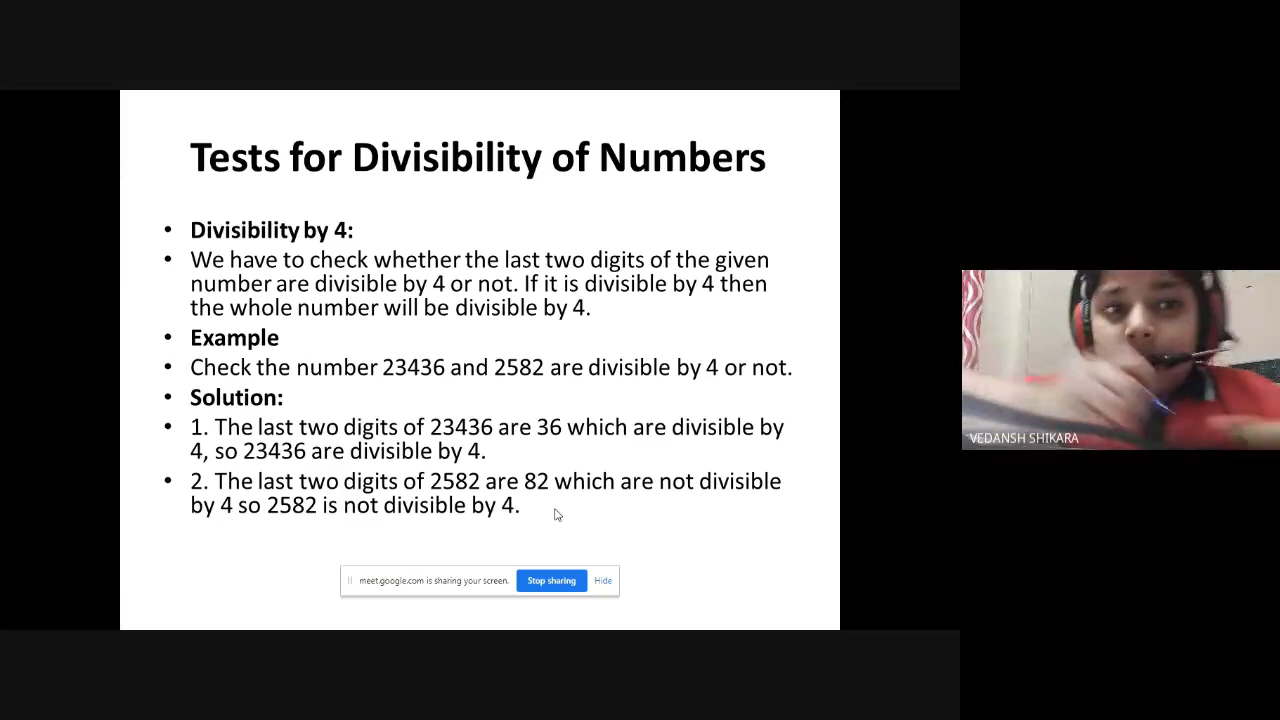 Tests for Divisibility of Numbers
• Divisibility by 4:
• We have to check whether the last two digits of the given
number are divisible by 4 or not. If it is divisible by 4 then
the whole number will be divisible by 4.
• Example
• Check the number 23436 and 2582 are divisible by 4 or not.
• Solution:
• 1. The last two digits of 23436 are 36 which are divisible by
4, so 23436 are divisible by 4.
• 2. The last two digits of 2582 are 82 which are not divisible
by 4 so 2582 is not divisible by 4.
meet.google.com is sharing your screen. Stop sharing Hide
VEDANSH SHIKARA